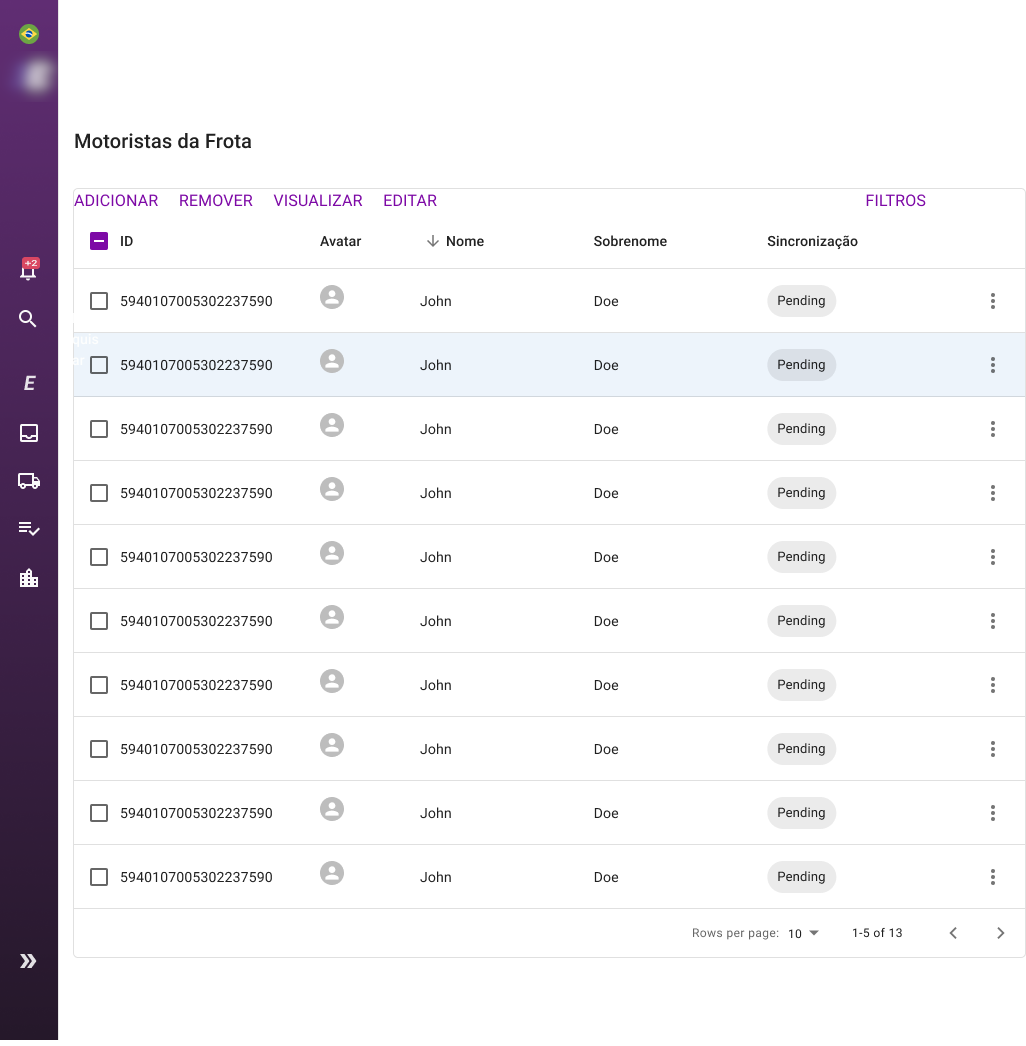 Motoristas da Frota
ADICIONAR REMOVER VISUALIZAR EDITAR FILTROS
ID Avatar Nome Sobrenome Sincronização
+2
5940107005302237590 John Doe Pending
quis
ar
5940107005302237590 John Doe Pending
E
5940107005302237590 John Doe Pending
5940107005302237590 John Doe Pending
5940107005302237590 John Doe Pending
5940107005302237590 John Doe Pending
5940107005302237590 John Doe Pending
5940107005302237590 John Doe Pending
5940107005302237590 John Doe Pending
5940107005302237590 John Doe Pending
Rows per page: 10 1-5 of 13